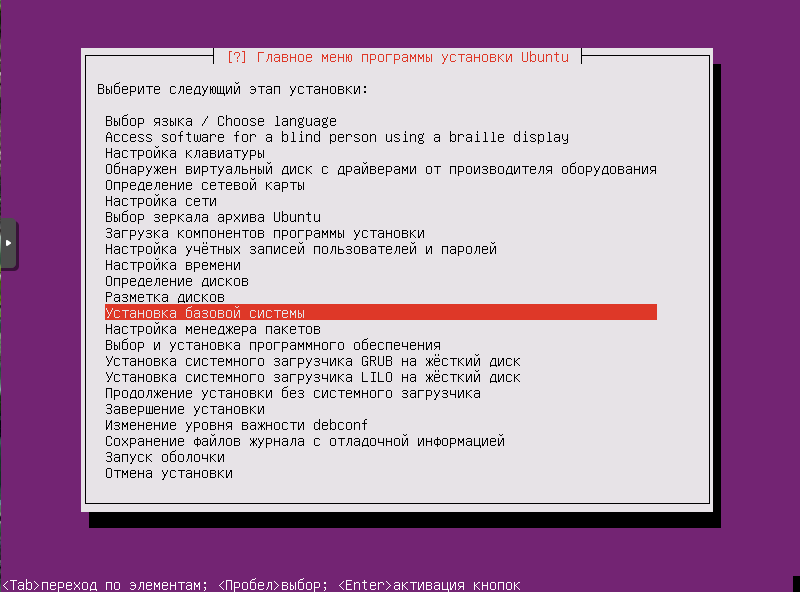 [?] Главное меню программы установки Ubuntu
Выберите следующий этап установки:
Выбор языка / Choose language
Access software for a blind person using a braille display
Настройка клавиатуры
Обнаружен виртуальный диск с драйверами от производителя оборудования
Определение сетевой карты
Настройка сети
Выбор зеркала архива Ubuntu
Загрузка компонентов программы установки
Настройка учётных записей пользователей и паролей
Настройка времени
Определение дисков
Разметка дисков
Установка базовой системы
Настройка менеджера пакетов
Выбор и установка программного обеспечения
Установка системного загрузчика GRUB на жёсткий диск
Установка системного загрузчика LILO на жёсткий диск
Продолжение установки без системного загрузчика
Завершение установки
Изменение уровня важности debconf
Сохранение файлов журнала с отладочной информацией
Запуск оболочки
Отмена установки
<Tab>переход по элементам; <Пробел>выбор; <Enter>активация кнопок